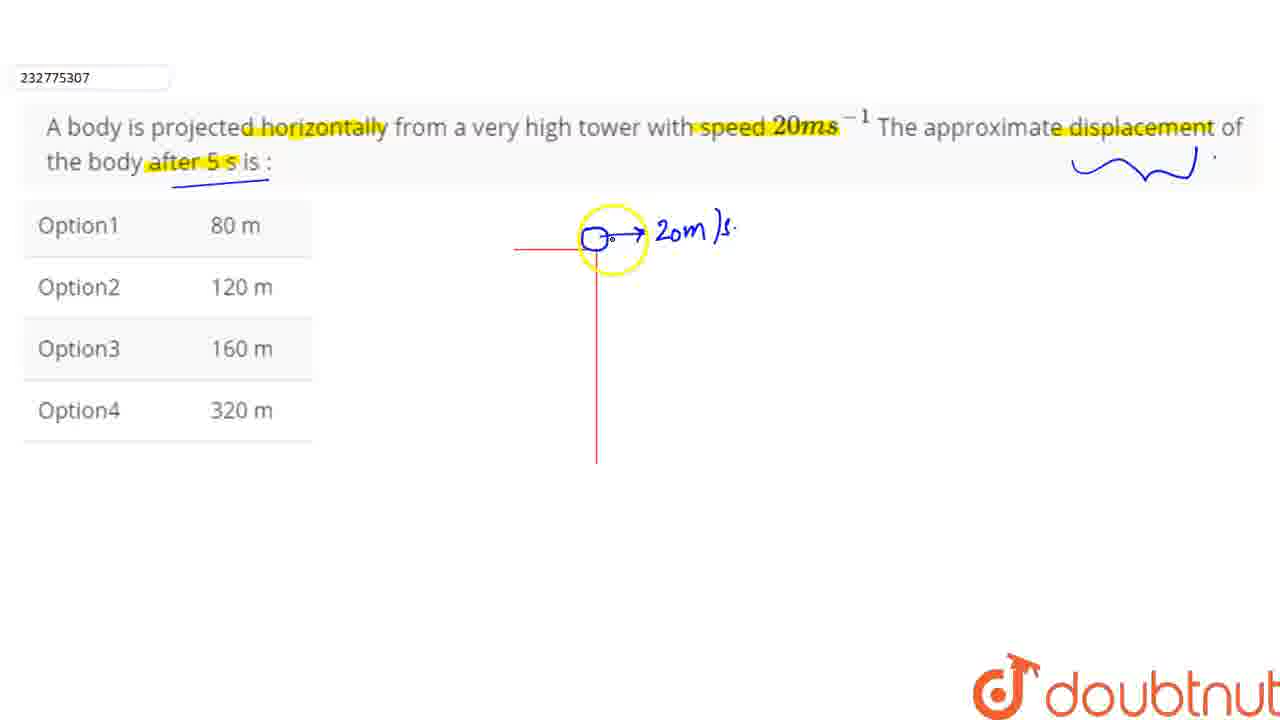 232775307
A body is projected horizontally from a very high tower with speed 20ms⁻¹ The approximate displacement of
the body after 5 s is :
Option1 80 m
20m/s.
Option2 120 m
Option3 160 m
Option4 320 m
doubtnut